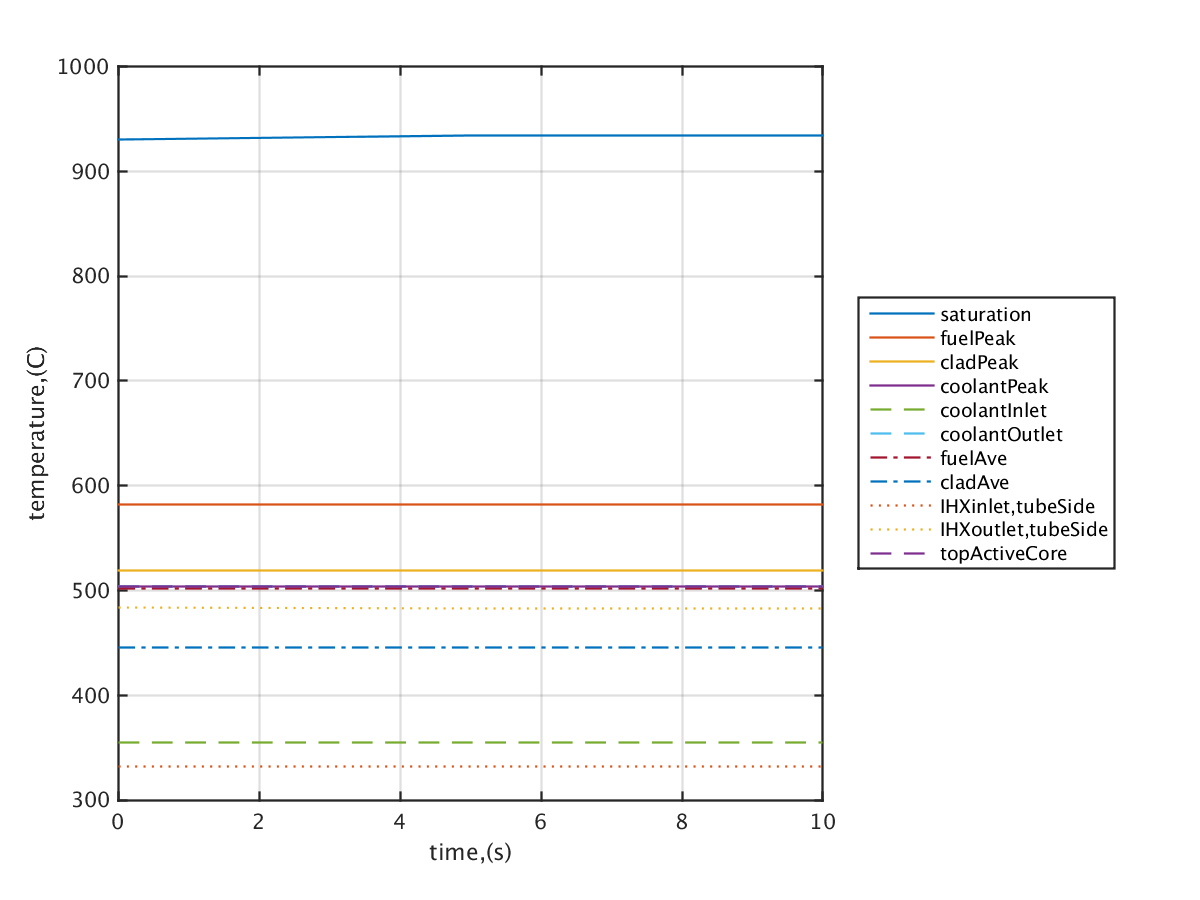 1000
900
800
700
600
500
400
300
0
2
4
6
8
10
temperature,(C)
time,(s)
saturation
fuelPeak
cladPeak
coolantPeak
coolantInlet
coolantOutlet
fuelAve
cladAve
IHXinlet,tubeSide
IHXoutlet,tubeSide
topActiveCore